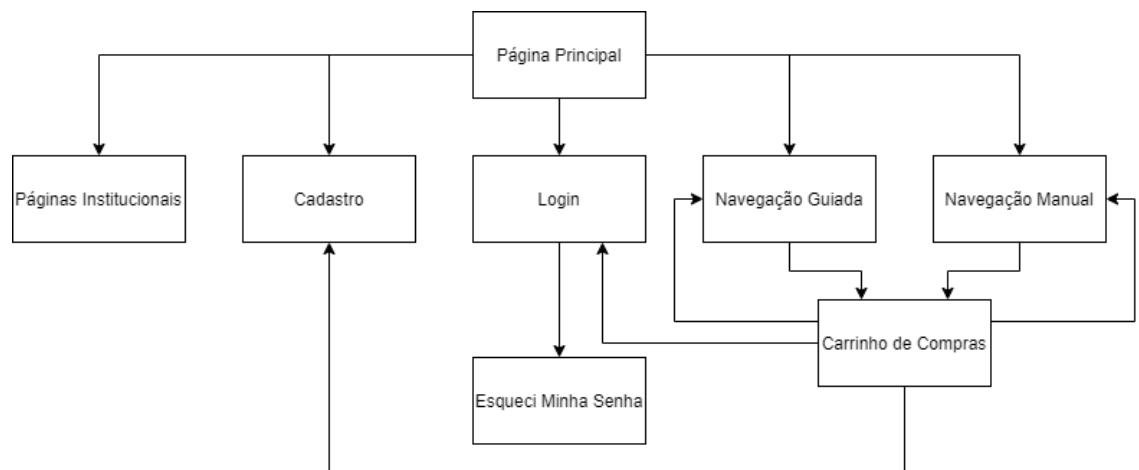 Página Principal
Páginas Institucionais
Cadastro
Login
Navegação Guiada
Navegação Manual
Carrinho de Compras
Esqueci Minha Senha